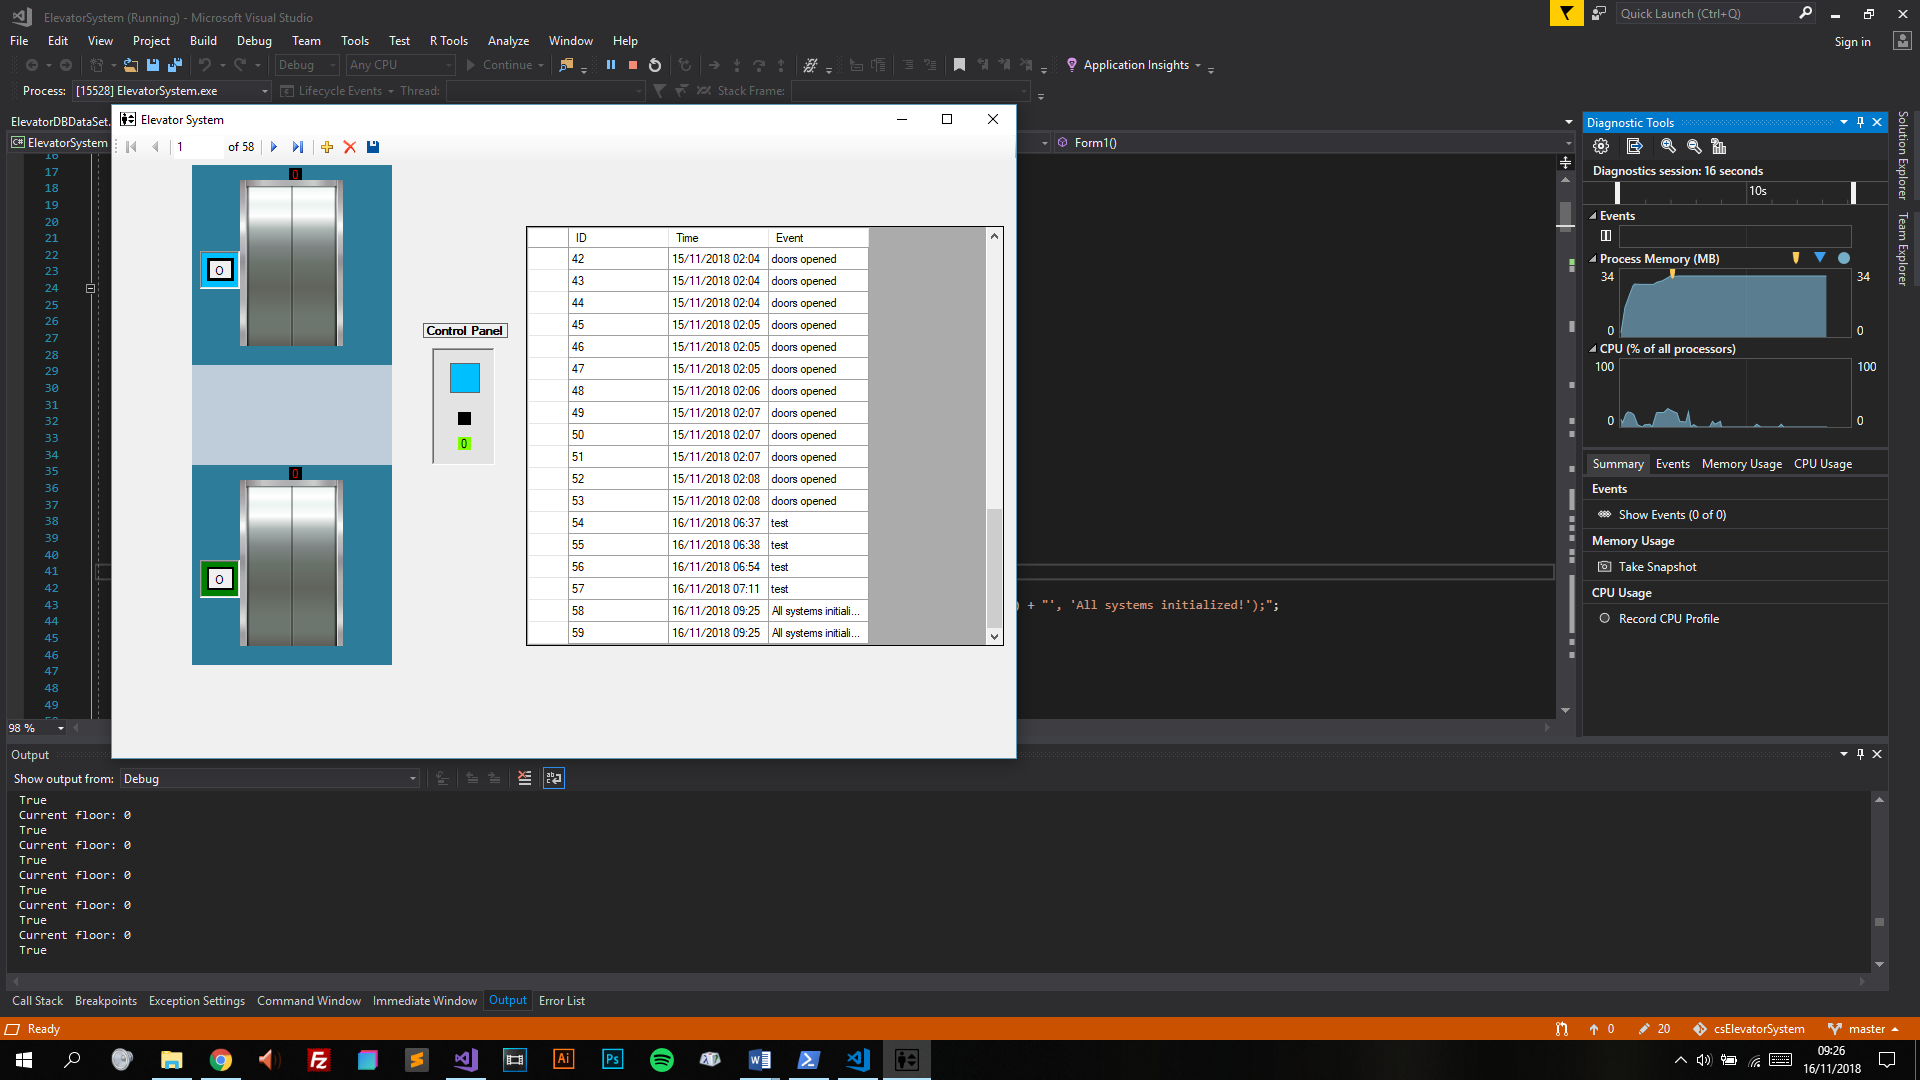 ElevatorSystem (Running) - Microsoft Visual Studio
Quick Launch (Ctrl+Q)
File Edit View Project Build Debug Team Tools Test R Tools Analyze Window Help
Sign in
Debug Any CPU Continue Application Insights
Process: [15528] ElevatorSystem.exe Lifecycle Events Thread: Stack Frame:
ElevatorDBDataSet.
C# ElevatorSystem
Form1()
Elevator System
1 of 58
0
O
0
O
Control Panel
0
ID Time Event
42 15/11/2018 02:04 doors opened
43 15/11/2018 02:04 doors opened
44 15/11/2018 02:04 doors opened
45 15/11/2018 02:05 doors opened
46 15/11/2018 02:05 doors opened
47 15/11/2018 02:05 doors opened
48 15/11/2018 02:06 doors opened
49 15/11/2018 02:07 doors opened
50 15/11/2018 02:07 doors opened
51 15/11/2018 02:07 doors opened
52 15/11/2018 02:08 doors opened
53 15/11/2018 02:08 doors opened
54 16/11/2018 06:37 test
55 16/11/2018 06:38 test
56 16/11/2018 06:54 test
57 16/11/2018 07:11 test
58 16/11/2018 09:25 All systems initiali...
59 16/11/2018 09:25 All systems initiali...
16
17
18
19
20
21
22
23
24
25
26
27
28
29
30
31
32
33
34
35
36
37
38
39
40
41
42
43
44
45
46
47
48
49
) + "', 'All systems initialized!');";
98 %
Diagnostic Tools
Diagnostics session: 16 seconds
10s
Events
Process Memory (MB)
34 34
0 0
CPU (% of all processors)
100 100
0 0
Summary Events Memory Usage CPU Usage
Events
Show Events (0 of 0)
Memory Usage
Take Snapshot
CPU Usage
Record CPU Profile
Solution Explorer
Team Explorer
Output
Show output from: Debug
True
Current floor: 0
True
Current floor: 0
True
Current floor: 0
True
Current floor: 0
True
Current floor: 0
True
Call Stack Breakpoints Exception Settings Command Window Immediate Window Output Error List
Ready
0 20 csElevatorSystem master
Fz Ai Ps
09:26
16/11/2018